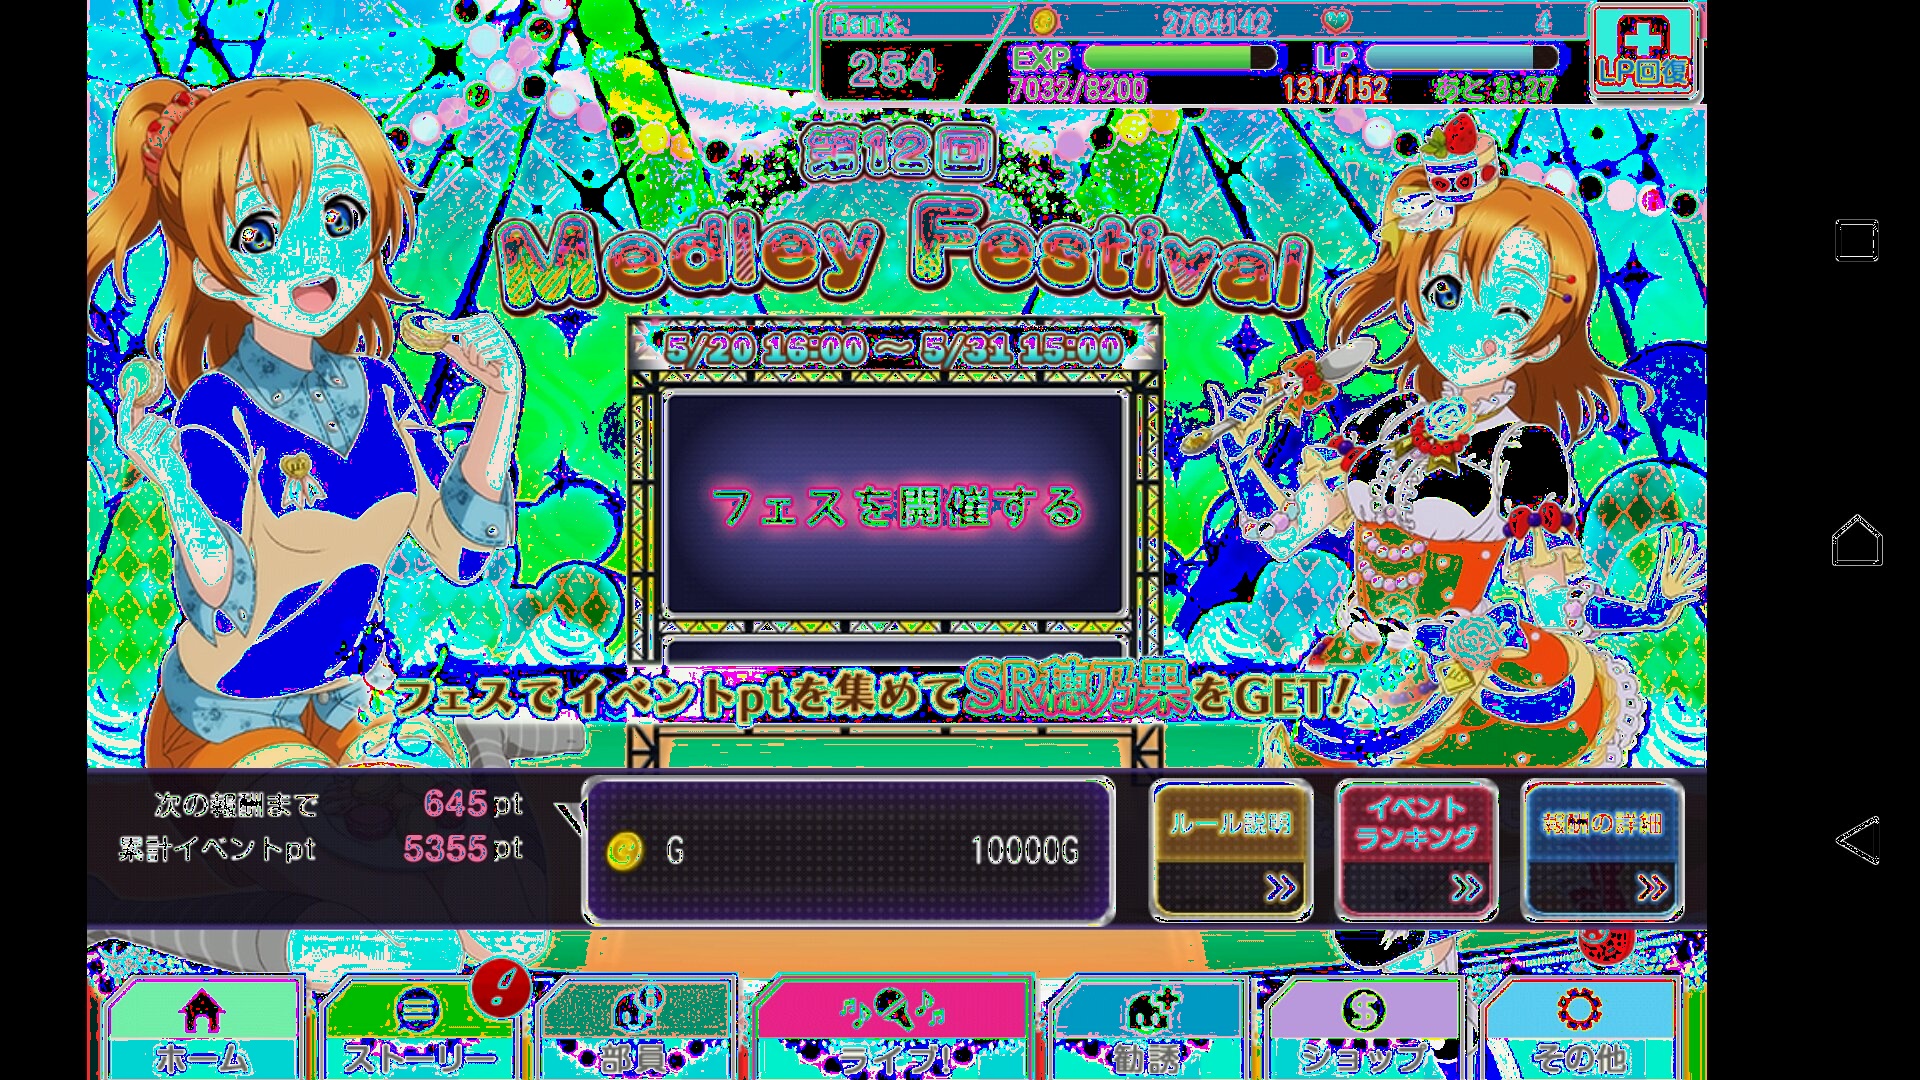 Rank.
2764142
4
254
EXP
LP
7032/8200
131/152
あと 3:27
LP回復
第12回
Medley Festival
5/20 16:00 ～ 5/31 15:00
フェスを開催する
フェスでイベントptを集めてSR穂乃果をGET!
次の報酬まで 645pt
累計イベントpt 5355pt
G 10000G
ルール説明
イベント
ランキング
報酬の詳細
ホーム
ストーリー
部員
ライブ!
勧誘
ショップ
その他